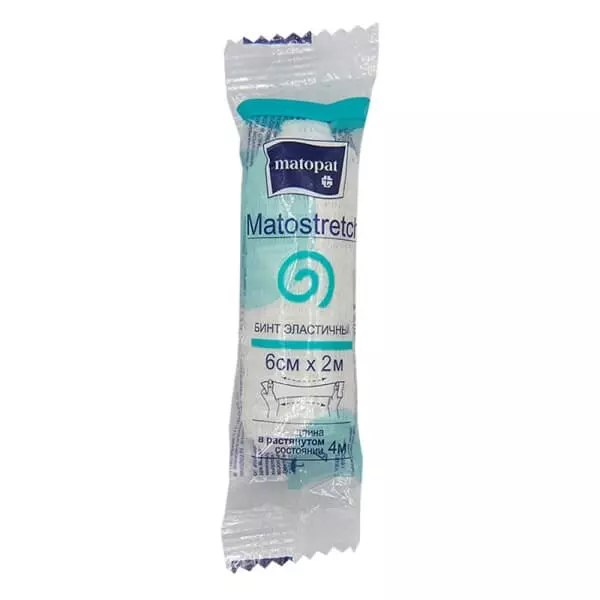 matopat
Matostretch
БИНТ ЭЛАСТИЧНЫ
6см х 2м
длина
в растянутом
состоянии 4м